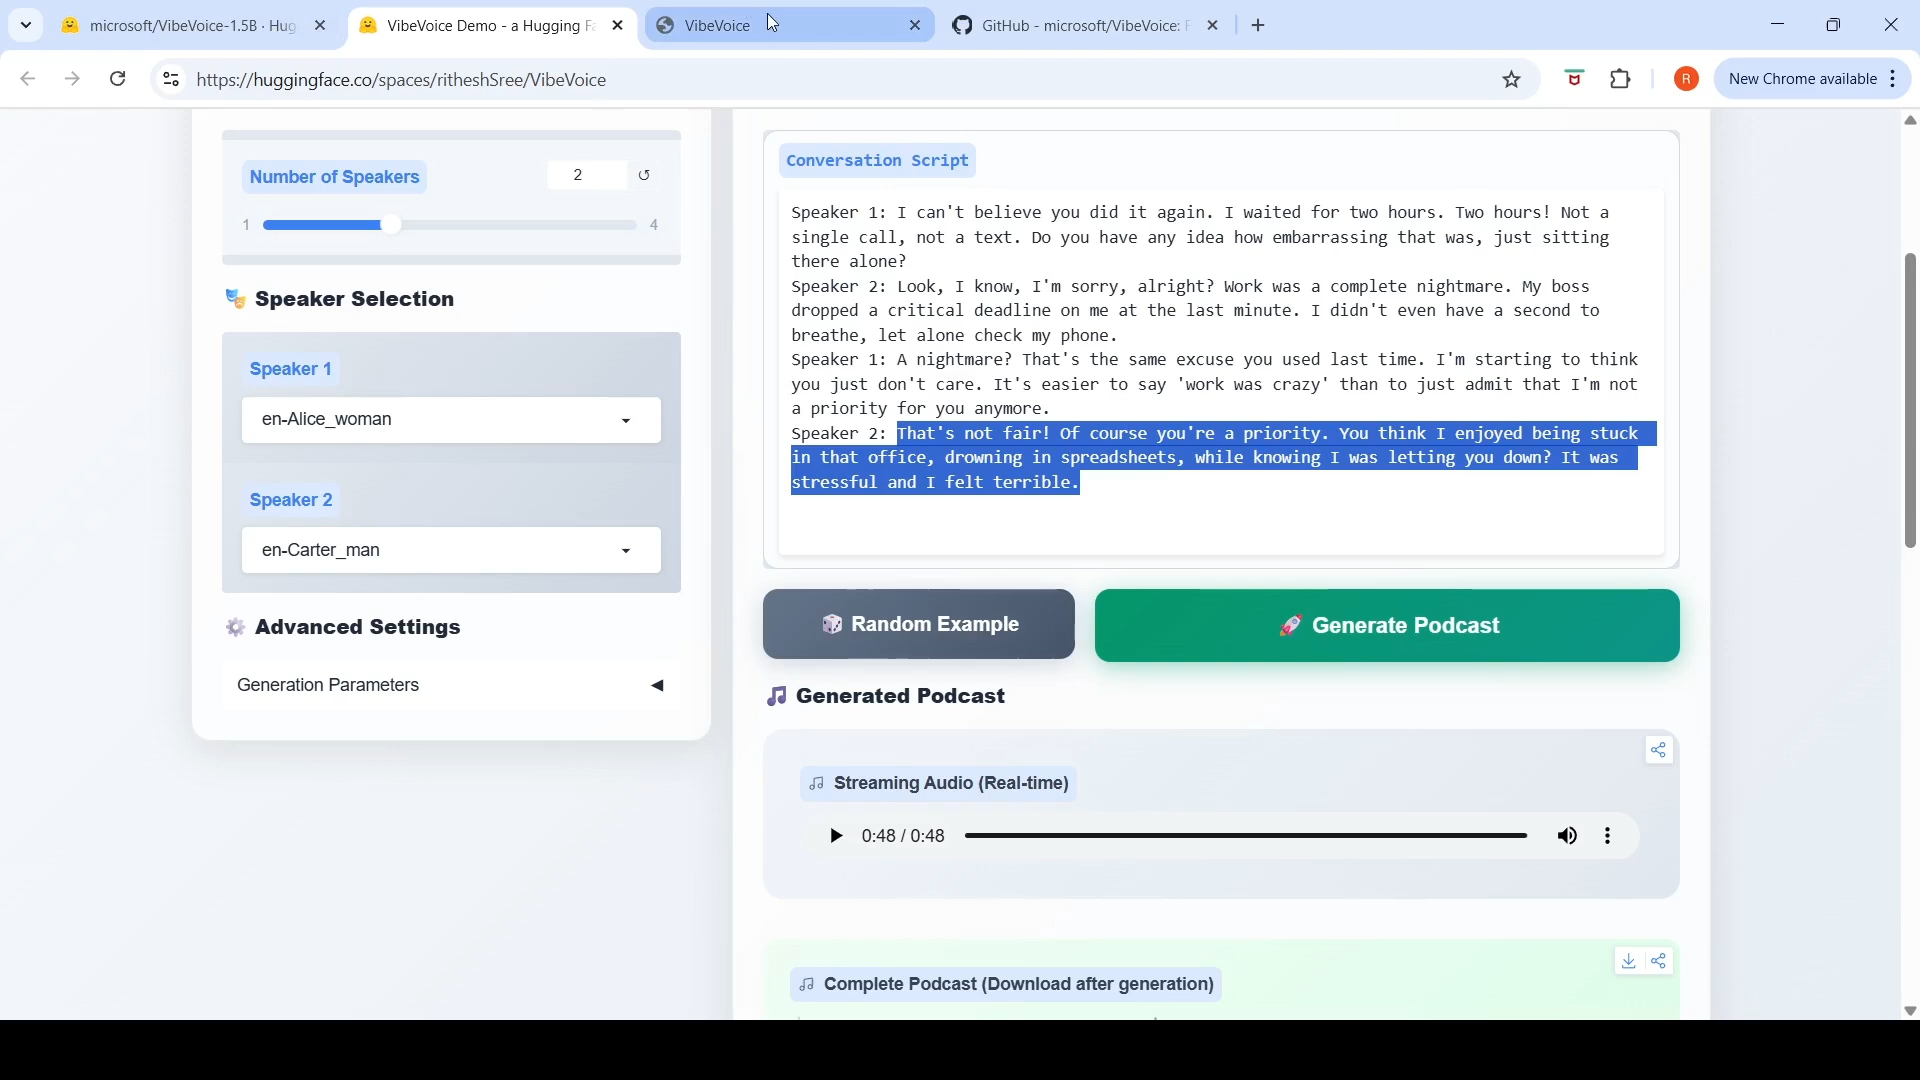 microsoft/VibeVoice-1.5B · Hug
VibeVoice Demo - a Hugging Fa
VibeVoice
GitHub - microsoft/VibeVoice: F
https://huggingface.co/spaces/ritheshSree/VibeVoice
R
New Chrome available
Number of Speakers
2
1
4
🎭 Speaker Selection
Speaker 1
en-Alice_woman
Speaker 2
en-Carter_man
⚙️ Advanced Settings
Generation Parameters
Conversation Script
Speaker 1: I can't believe you did it again. I waited for two hours. Two hours! Not a
single call, not a text. Do you have any idea how embarrassing that was, just sitting
there alone?
Speaker 2: Look, I know, I'm sorry, alright? Work was a complete nightmare. My boss
dropped a critical deadline on me at the last minute. I didn't even have a second to
breathe, let alone check my phone.
Speaker 1: A nightmare? That's the same excuse you used last time. I'm starting to think
you just don't care. It's easier to say 'work was crazy' than to just admit that I'm not
a priority for you anymore.
Speaker 2: That's not fair! Of course you're a priority. You think I enjoyed being stuck
in that office, drowning in spreadsheets, while knowing I was letting you down? It was
stressful and I felt terrible.
🎲 Random Example
🚀 Generate Podcast
🎵 Generated Podcast
Streaming Audio (Real-time)
0:48 / 0:48
Complete Podcast (Download after generation)